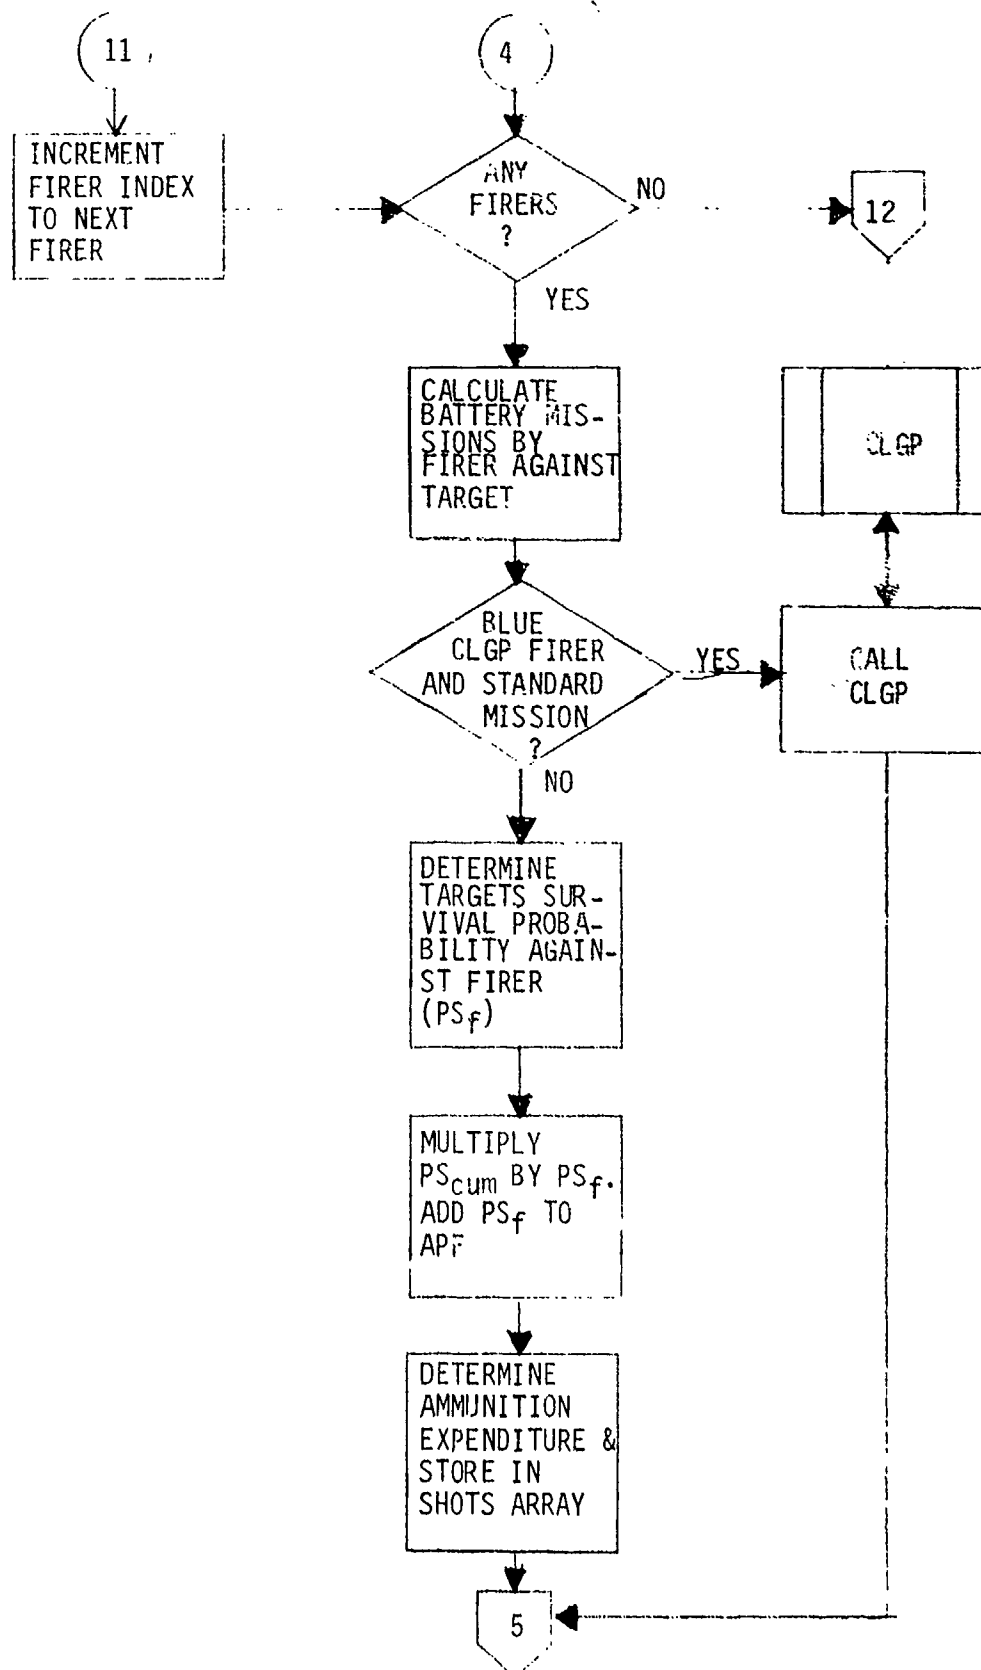 11
4
INCREMENT
FIRER INDEX
TO NEXT
FIRER
ANY
FIRERS
?
NO
12
YES
CALCULATE
BATTERY MIS-
SIONS BY
FIRER AGAINST
TARGET
CLGP
BLUE
CLGP FIRER
AND STANDARD
MISSION
?
YES
CALL
CLGP
NO
DETERMINE
TARGETS SUR-
VIVAL PROBA-
BILITY AGAIN-
ST FIRER
(PSf)
MULTIPLY
PScum BY PSf.
ADD PSf TO
APF
DETERMINE
AMMUNITION
EXPENDITURE &
STORE IN
SHOTS ARRAY
5